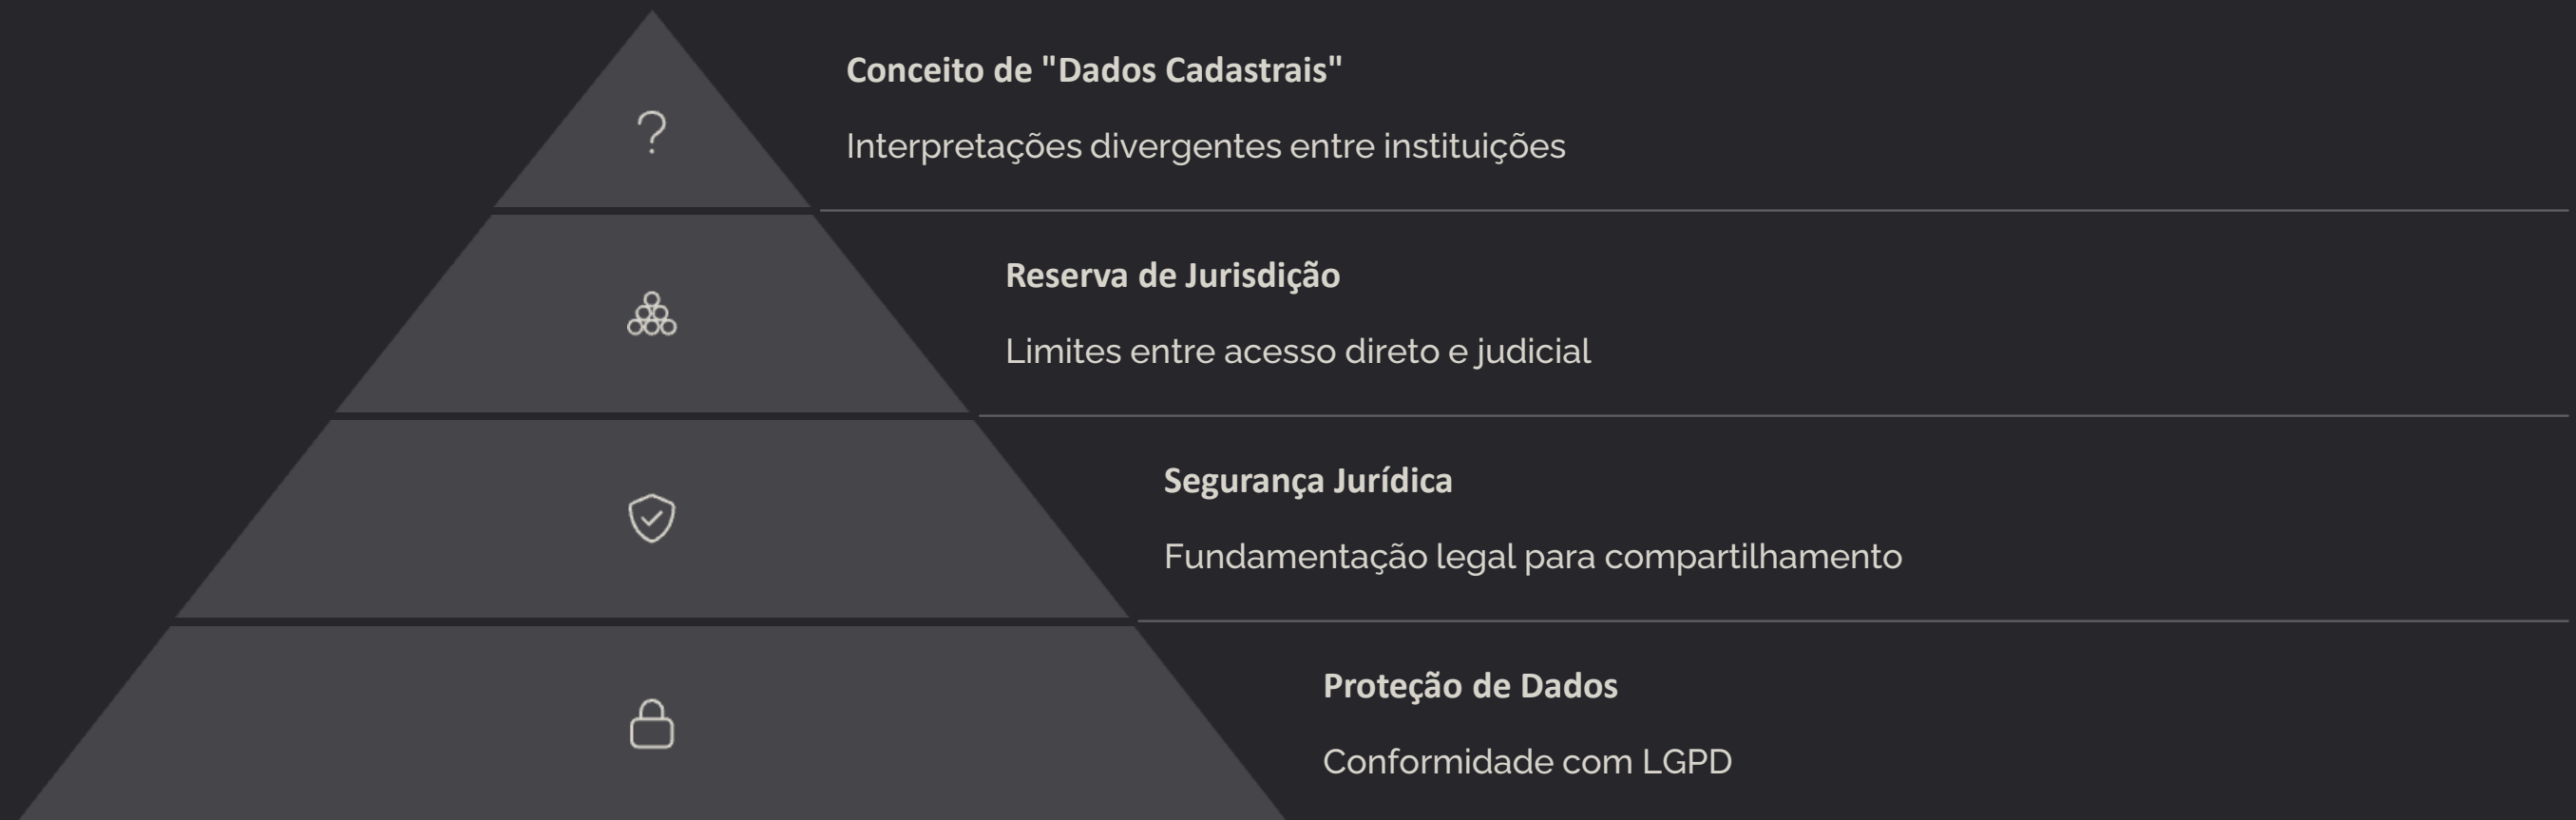 Conceito de "Dados Cadastrais"
Interpretações divergentes entre instituições
Reserva de Jurisdição
Limites entre acesso direto e judicial
Segurança Jurídica
Fundamentação legal para compartilhamento
Proteção de Dados
Conformidade com LGPD